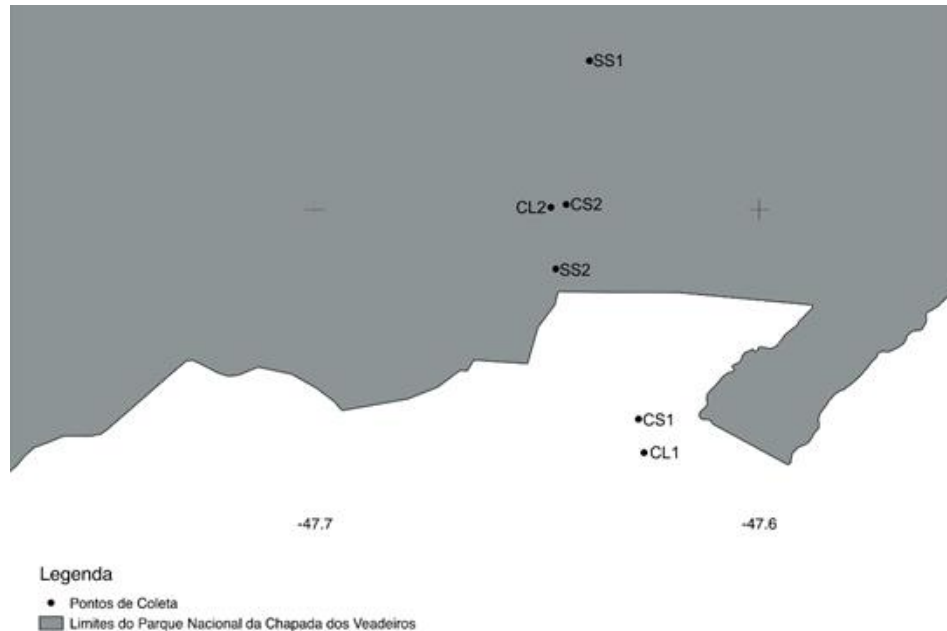 SS1
CL2 CS2
SS2
CS1
CL1
-47.7 -47.6
Legenda
Pontos de Coleta
Limites do Parque Nacional da Chapada dos Veadeiros